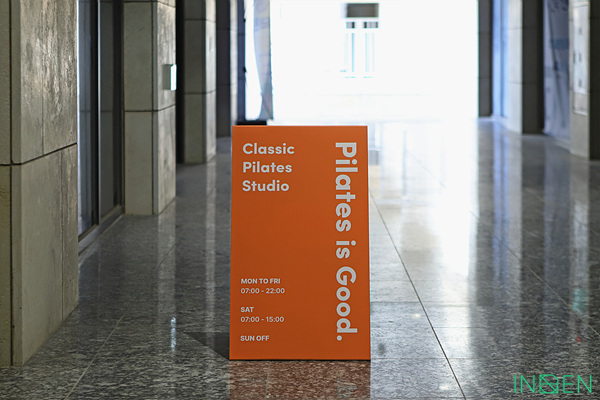 Classic
Pilates
Studio
Pilates is Good.
MON TO FRI
07:00 - 22:00
SAT
07:00 - 15:00
SUN OFF